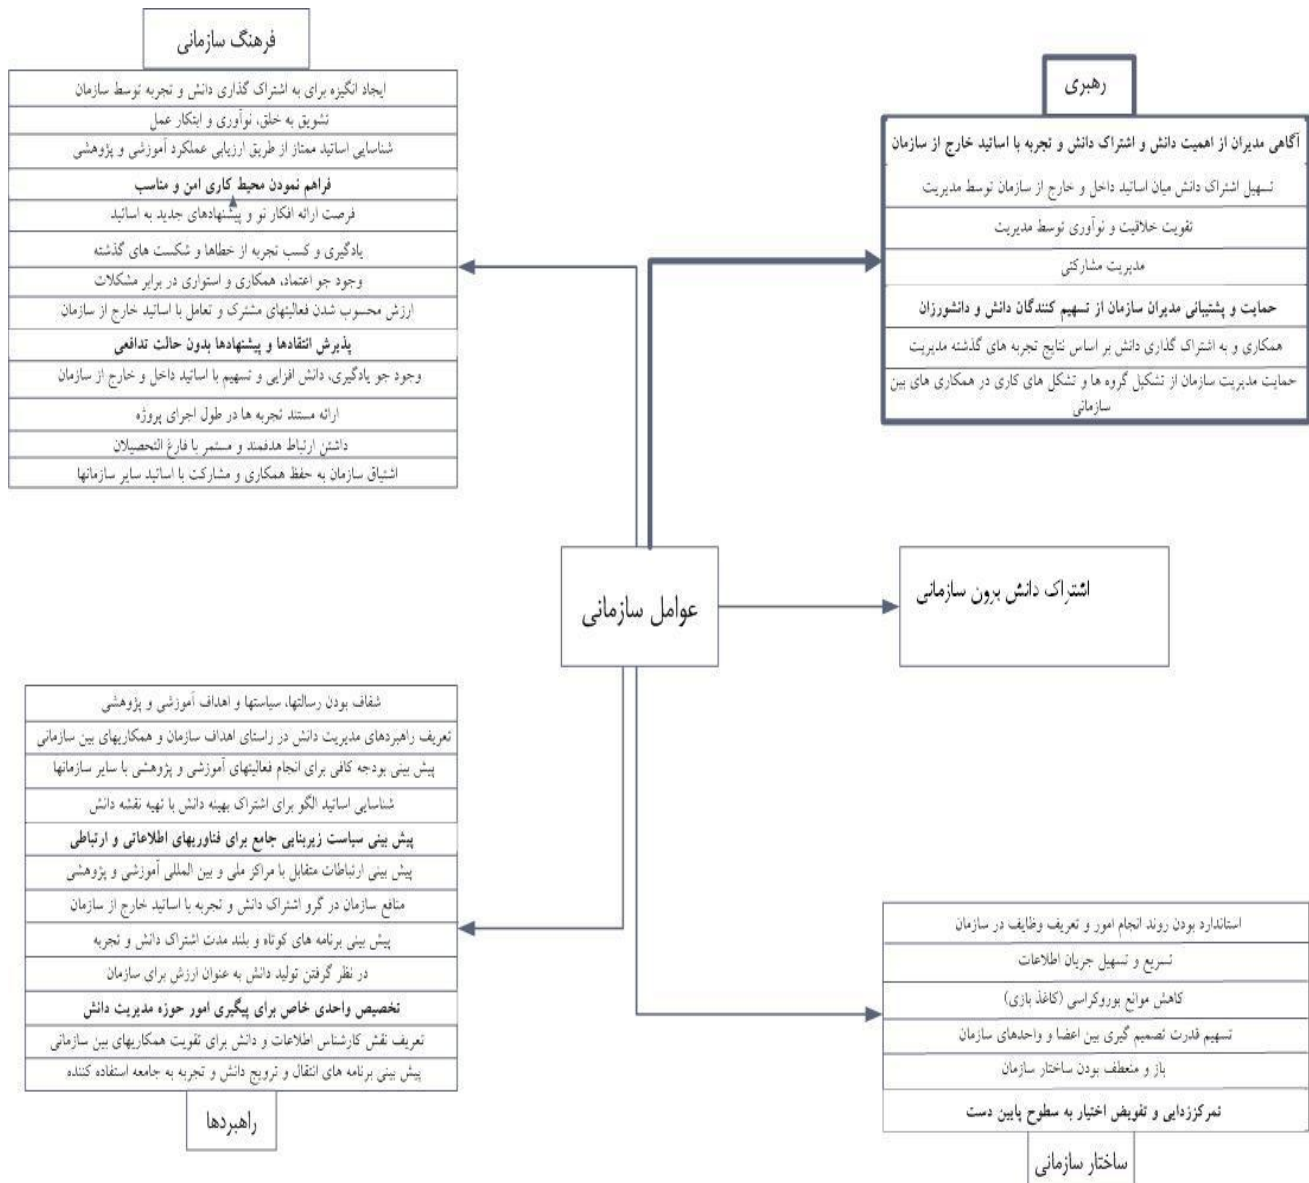 فرهنگ سازمانی
ایجاد انگیزه برای به اشتراک گذاری دانش و تجربه توسط سازمان
تشویق به خلق، نوآوری و ابتکار عمل
شناسایی اساتید ممتاز از طریق ارزیابی عملکرد آموزشی و پژوهشی
فراهم نمودن محیط کاری امن و مناسب
فرصت ارائه افکار نو و پیشنهادهای جدید به اساتید
یادگیری و کسب تجربه از خطاها و شکست های گذشته
وجود جو اعتماد، همکاری و استواری در برابر مشکلات
ارزش محسوب شدن فعالیتهای مشترک و تعامل با اساتید خارج از سازمان
پذیرش انتقادها و پیشنهادها بدون حالت تدافعی
وجود جو یادگیری، دانش افزایی و تسهیم با اساتید داخل و خارج از سازمان
ارائه مستند تجربه ها در طول اجرای پروژه
داشتن ارتباط هدفمند و مستمر با فارغ التحصیلان
اشتیاق سازمان به حفظ همکاری و مشارکت با اساتید سایر سازمانها
رهبری
آگاهی مدیران از اهمیت دانش و اشتراک دانش و تجربه با اساتید خارج از سازمان
تسهیل اشتراک دانش میان اساتید داخل و خارج از سازمان توسط مدیریت
تقویت خلاقیت و نوآوری توسط مدیریت
مدیریت مشارکتی
حمایت و پشتیبانی مدیران سازمان از تسهیم کنندگان دانش و دانشورزان
همکاری و به اشتراک گذاری دانش بر اساس نتایج تجربه های گذشته مدیریت
حمایت مدیریت سازمان از تشکیل گروه ها و تشکل های کاری در همکاری های بین
سازمانی
عوامل سازمانی
اشتراک دانش برون سازمانی
شفاف بودن رسالتها، سیاستها و اهداف آموزشی و پژوهشی
تعریف راهبردهای مدیریت دانش در راستای اهداف سازمان و همکاریهای بین سازمانی
پیش بینی بودجه کافی برای انجام فعالیتهای آموزشی و پژوهشی با سایر سازمانها
شناسایی اساتید الگو برای اشتراک بهینه دانش با تهیه نقشه دانش
پیش بینی سیاست زیربنایی جامع برای فناوریهای اطلاعاتی و ارتباطی
پیش بینی ارتباطات متقابل با مراکز ملی و بین المللی آموزشی و پژوهشی
منافع سازمان در گرو اشتراک دانش و تجربه با اساتید خارج از سازمان
پیش بینی برنامه های کوتاه و بلند مدت اشتراک دانش و تجربه
در نظر گرفتن تولید دانش به عنوان ارزش برای سازمان
تخصیص واحدی خاص برای پیگیری امور حوزه مدیریت دانش
تعریف نقش کارشناس اطلاعات و دانش برای تقویت همکاریهای بین سازمانی
پیش بینی برنامه های انتقال و ترویج دانش و تجربه به جامعه استفاده کننده
راهبردها
استاندارد بودن روند انجام امور و تعریف وظایف در سازمان
تسریع و تسهیل جریان اطلاعات
کاهش موانع بوروکراسی (کاغذ بازی)
تسهیم قدرت تصمیم گیری بین اعضا و واحدهای سازمان
باز و منعطف بودن ساختار سازمان
تمرکززدایی و تفویض اختیار به سطوح پایین دست
ساختار سازمانی